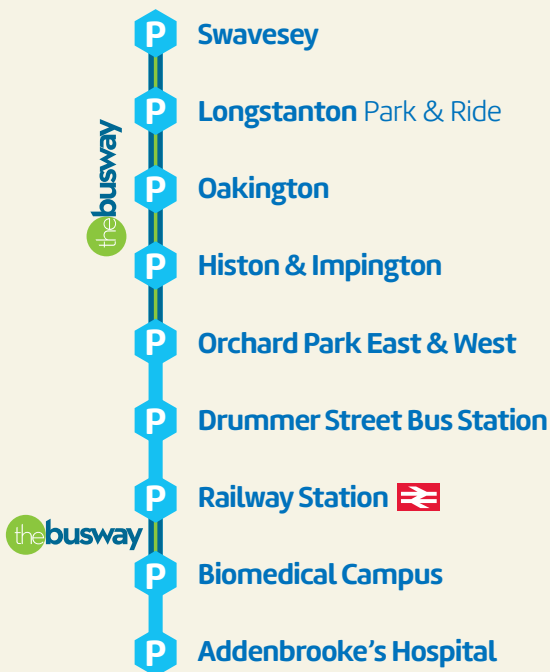 P Swavesey
P Longstanton Park & Ride
thebusway
P Oakington
P Histon & Impington
P Orchard Park East & West
P Drummer Street Bus Station
P Railway Station
thebusway
P Biomedical Campus
P Addenbrooke's Hospital